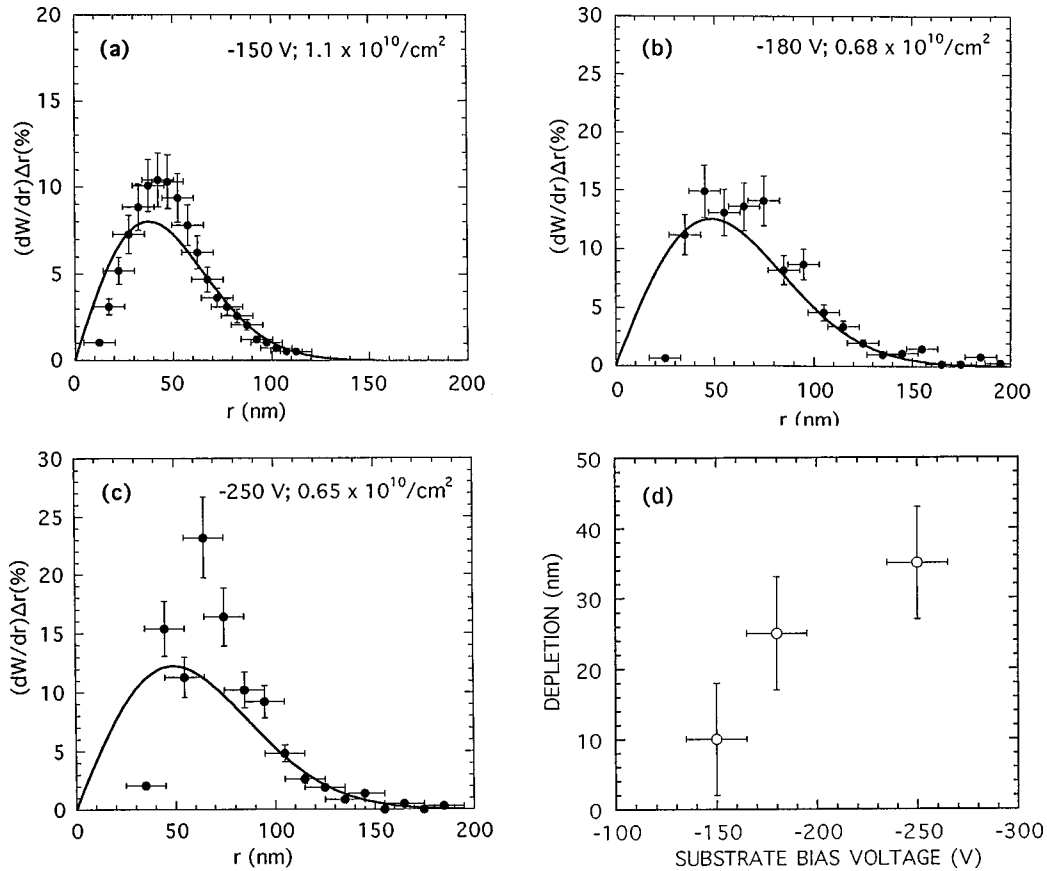 20
15
10
5
0
(dW/dr)Δr(%)
(a)
-150 V; 1.1 x 10¹⁰/cm²
0 50 100 150 200
r (nm)
30
25
20
15
10
5
0
(dW/dr)Δr(%)
(b)
-180 V; 0.68 x 10¹⁰/cm²
0 50 100 150 200
r (nm)
30
25
20
15
10
5
0
(dW/dr)Δr(%)
(c)
-250 V; 0.65 x 10¹⁰/cm²
0 50 100 150 200
r (nm)
50
40
30
20
10
0
DEPLETION (nm)
(d)
-100 -150 -200 -250 -300
SUBSTRATE BIAS VOLTAGE (V)